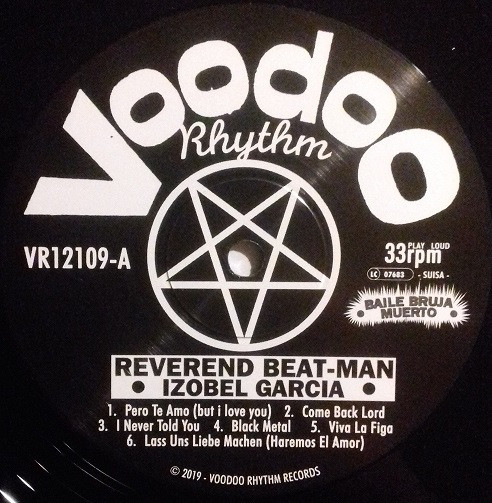 Voodoo
Rhythm
VR12109-A
33rpm
PLAY LOUD
LC 07683 - SUISA -
BAILE BRUJA
MUERTO
REVEREND BEAT-MAN
• IZOBEL GARCIA •
1. Pero Te Amo (but i love you) 2. Come Back Lord
3. I Never Told You 4. Black Metal 5. Viva La Figa
6. Lass Uns Liebe Machen (Haremos El Amor)
© 2019 - VOODOO RHYTHM RECORDS